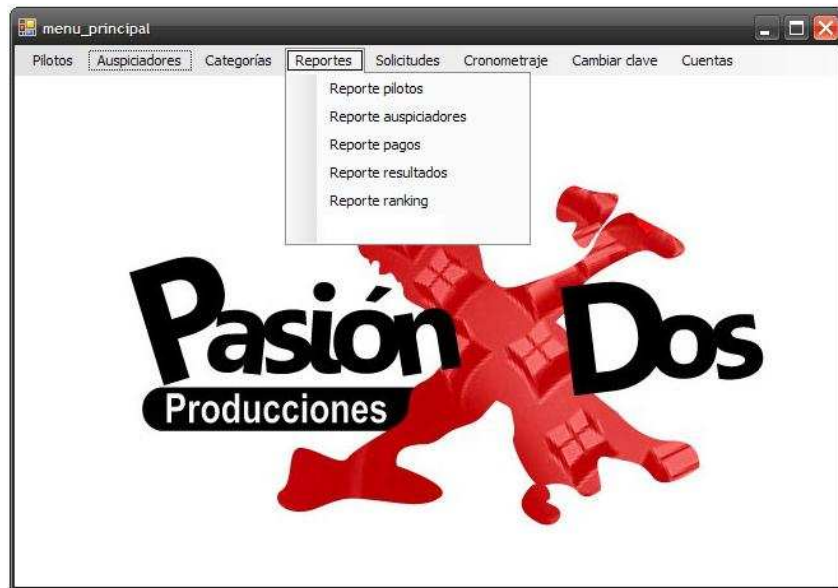 menu_principal
Pilotos Auspiciadores Categorías Reportes Solicitudes Cronometraje Cambiar clave Cuentas
Reporte pilotos
Reporte auspiciadores
Reporte pagos
Reporte resultados
Reporte ranking
Pasión X Dos
Producciones